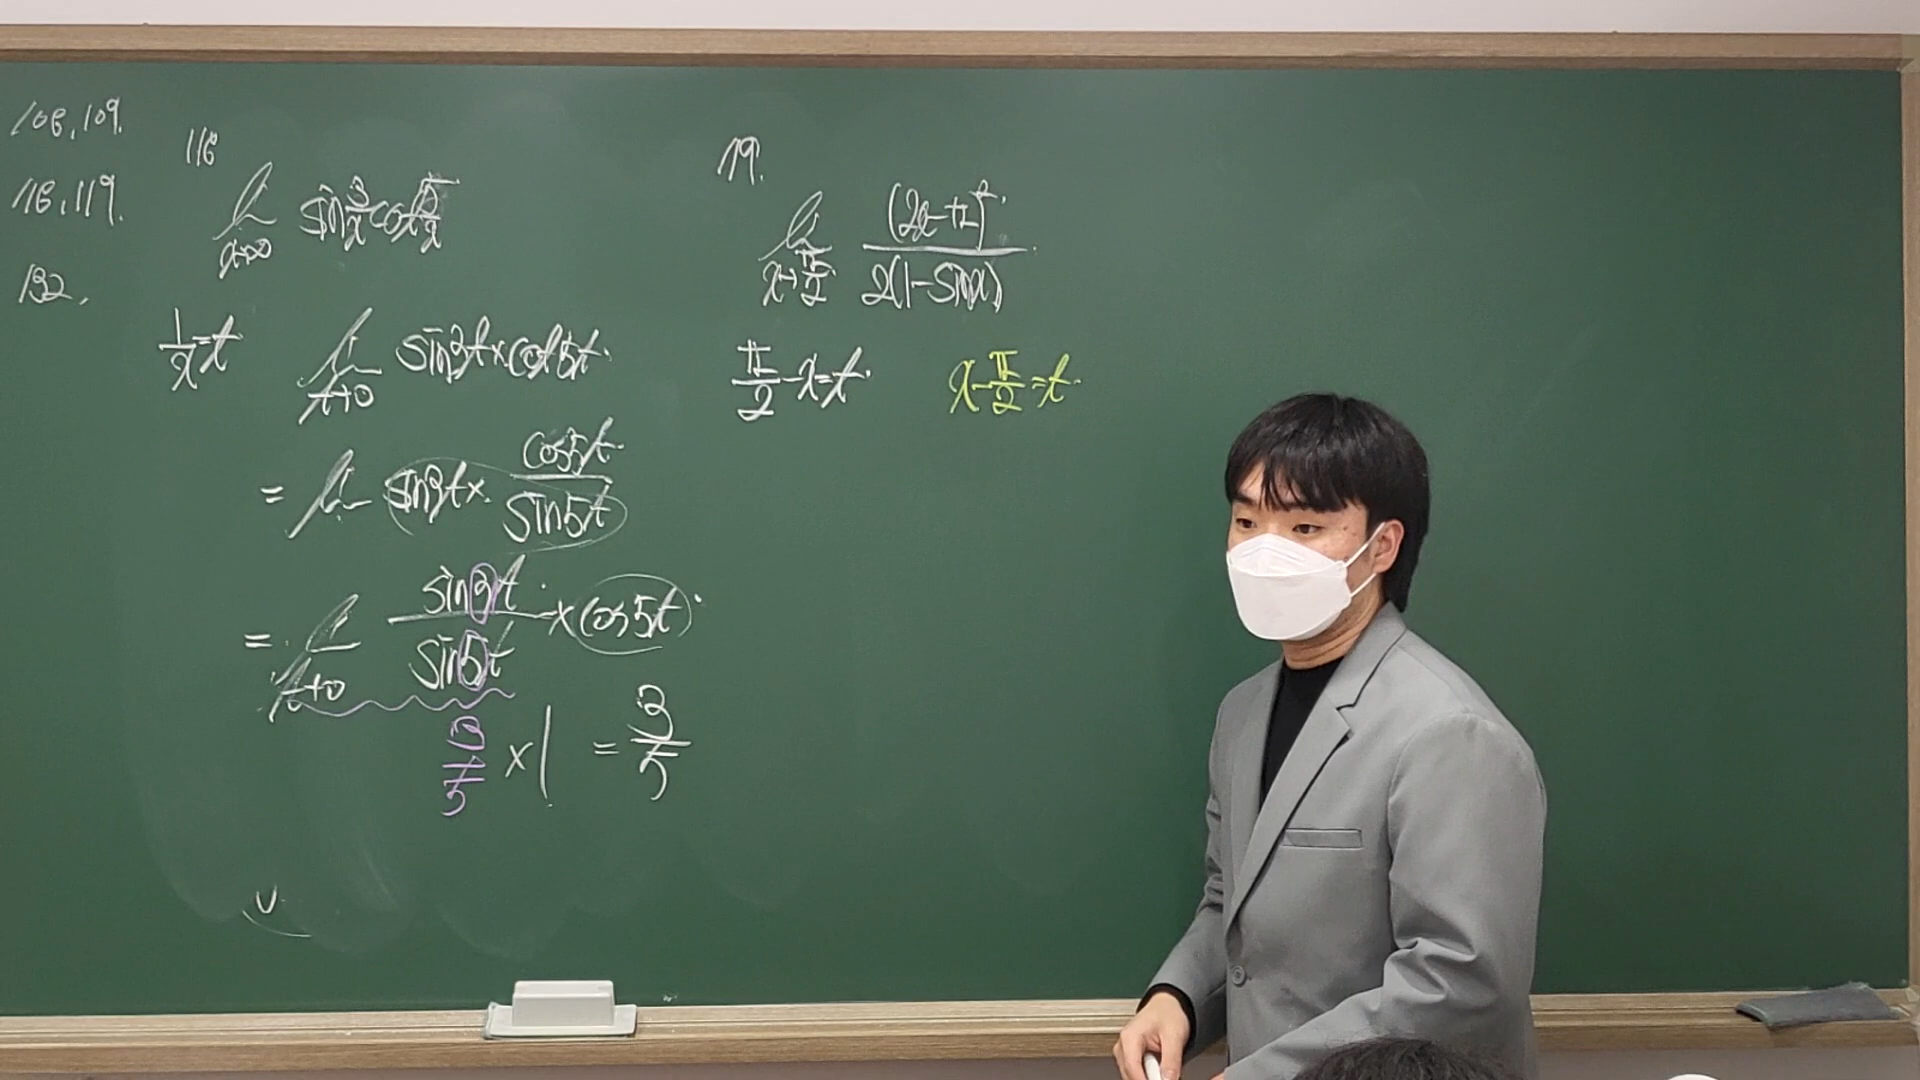 108, 109.
118, 119.
132.
118
lim x→∞ sin 3/x cot 5/x
1/x = t
lim t→0 sin3t × cot5t
= lim sin3t × cos5t / sin5t
= lim t→0 sin3t / sin5t × cos5t
3/5 × 1 = 3/5
119.
lim x→π/2 (2x-π)² / 2(1-sinx)
π/2 - x = t
x - π/2 = t